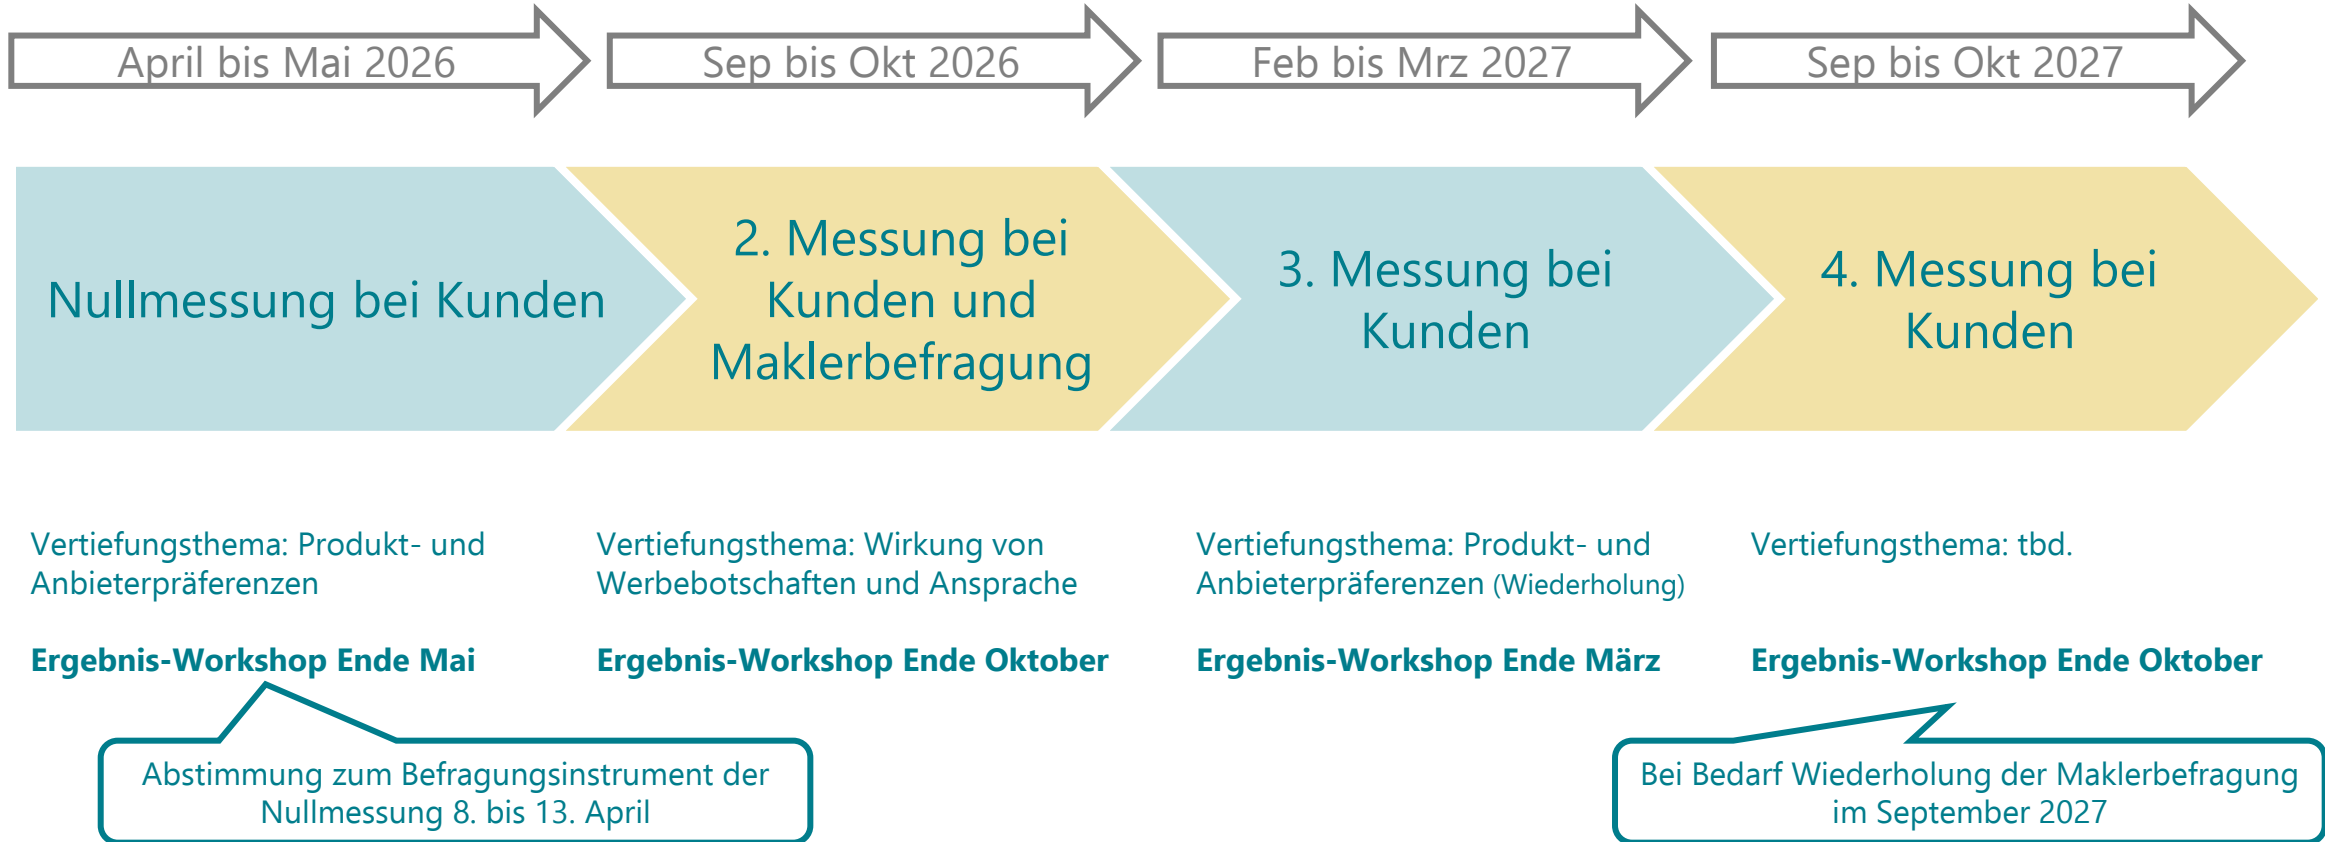 April bis Mai 2026
Sep bis Okt 2026
Feb bis Mrz 2027
Sep bis Okt 2027
Nullmessung bei Kunden
2. Messung bei
Kunden und
Maklerbefragung
3. Messung bei
Kunden
4. Messung bei
Kunden
Vertiefungsthema: Produkt- und
Anbieterpräferenzen
Ergebnis-Workshop Ende Mai
Vertiefungsthema: Wirkung von
Werbebotschaften und Ansprache
Ergebnis-Workshop Ende Oktober
Vertiefungsthema: Produkt- und
Anbieterpräferenzen (Wiederholung)
Ergebnis-Workshop Ende März
Vertiefungsthema: tbd.
Ergebnis-Workshop Ende Oktober
Abstimmung zum Befragungsinstrument der
Nullmessung 8. bis 13. April
Bei Bedarf Wiederholung der Maklerbefragung
im September 2027